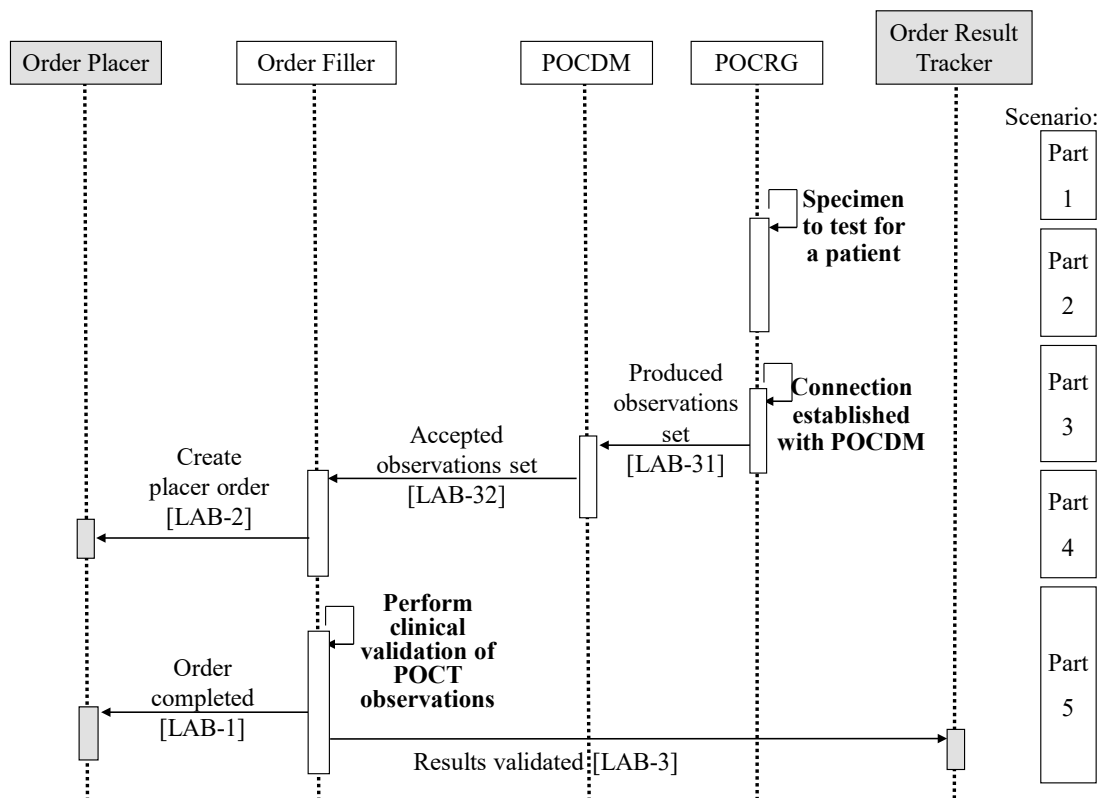 Order Placer
Order Filler
POCDM
POCRG
Order Result
Tracker
Scenario:
Part
1
Specimen
to test for
a patient
Part
2
Produced
observations
set
[LAB-31]
Connection
established
with POCDM
Part
3
Accepted
observations set
[LAB-32]
Create
placer order
[LAB-2]
Part
4
Perform
clinical
validation of
POCT
observations
Order
completed
[LAB-1]
Part
5
Results validated [LAB-3]